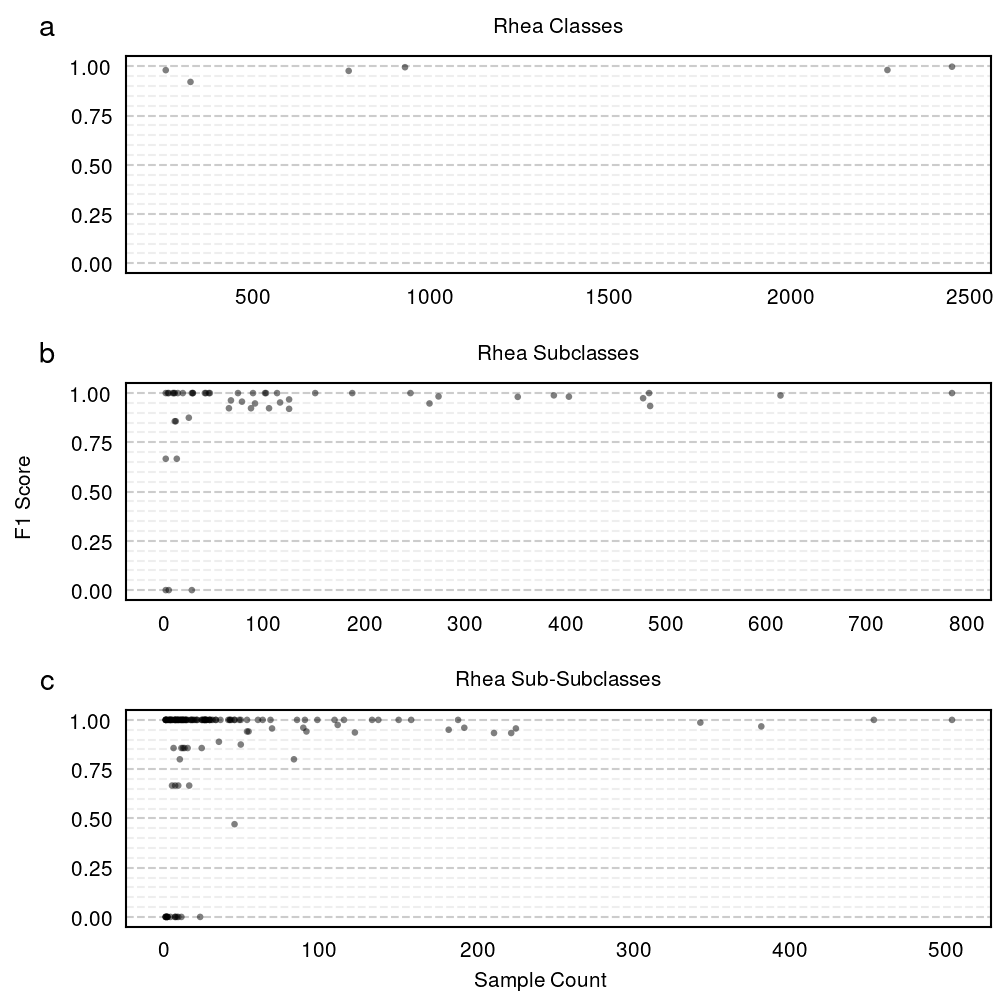 a
Rhea Classes
1.00
0.75
0.50
0.25
0.00
500 1000 1500 2000 2500
b
Rhea Subclasses
1.00
0.75
0.50
0.25
0.00
0 100 200 300 400 500 600 700 800
F1 Score
c
Rhea Sub-Subclasses
1.00
0.75
0.50
0.25
0.00
0 100 200 300 400 500
Sample Count